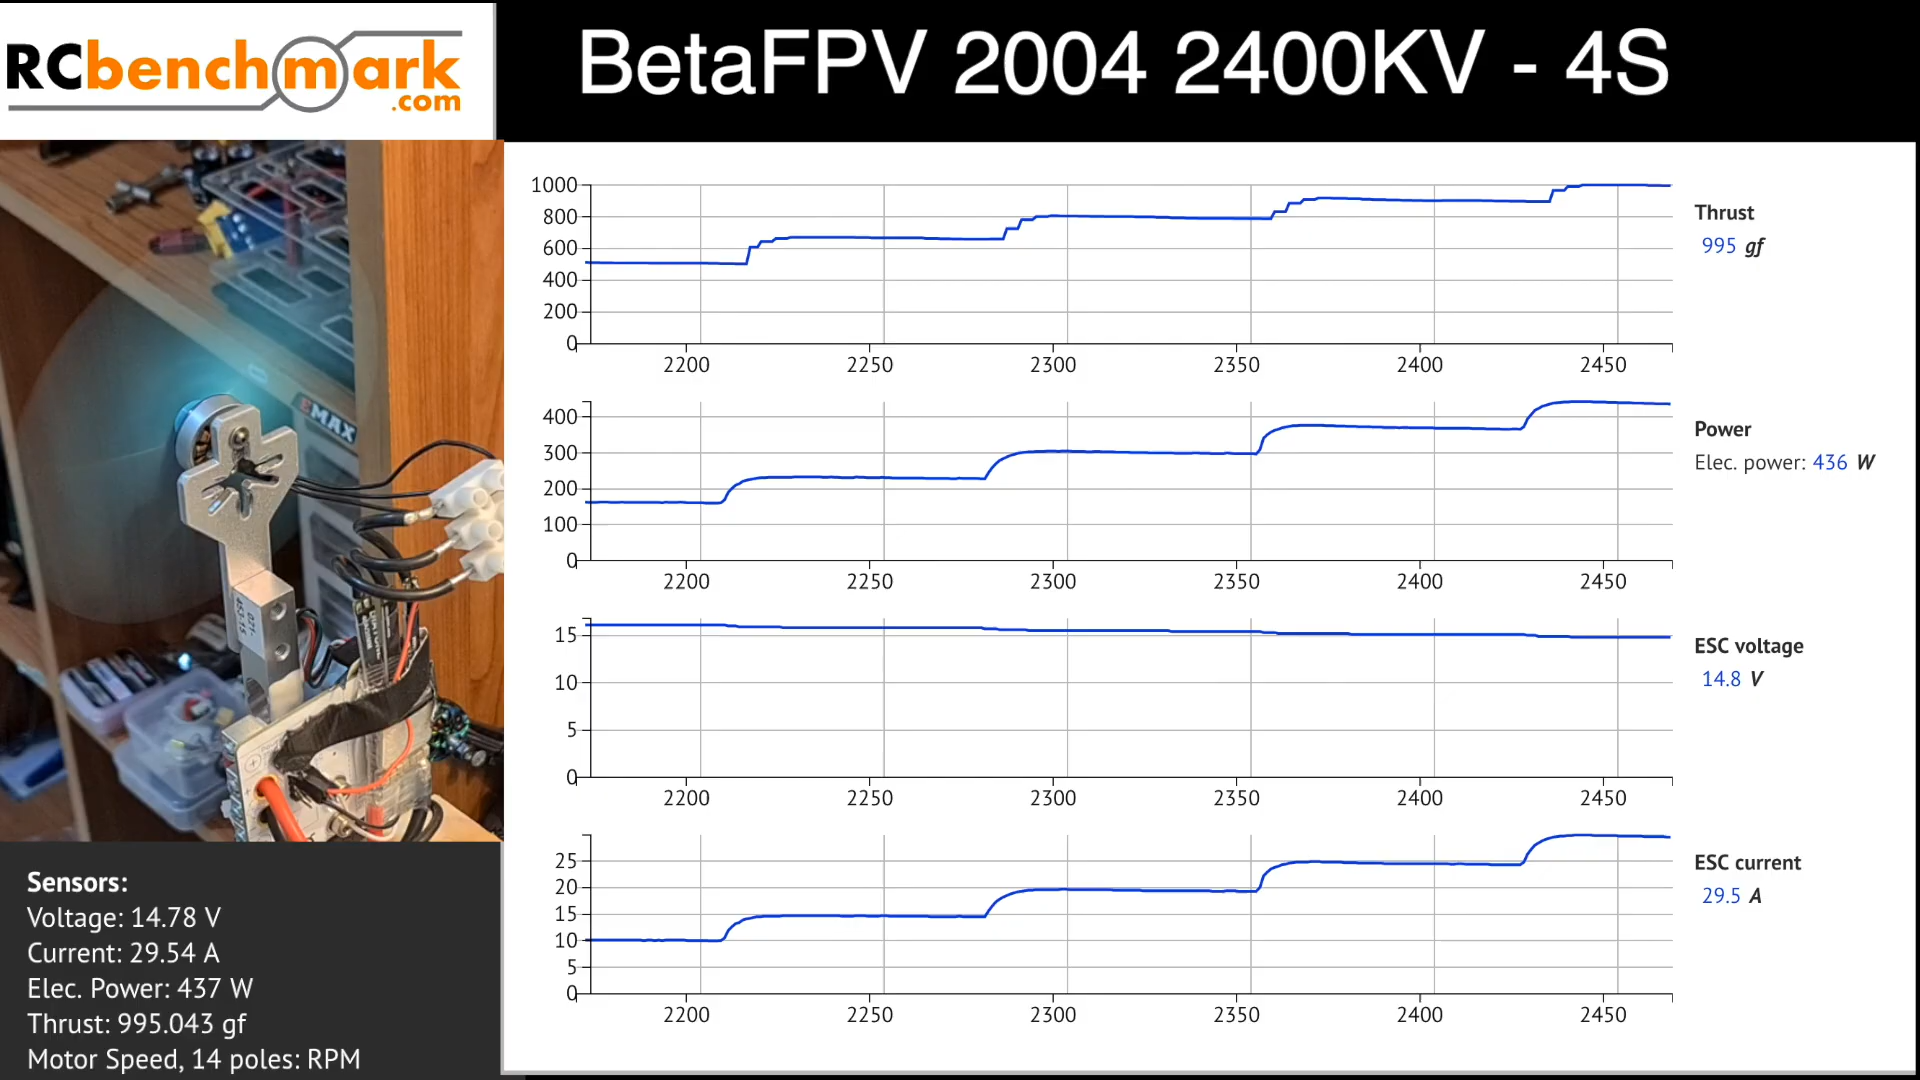 RCbenchmark
.com
BetaFPV 2004 2400KV - 4S
1000
800
600
400
200
0
2200 2250 2300 2350 2400 2450
Thrust
995 gf
400
300
200
100
0
2200 2250 2300 2350 2400 2450
Power
Elec. power: 436 W
15
10
5
0
2200 2250 2300 2350 2400 2450
ESC voltage
14.8 V
25
20
15
10
5
0
2200 2250 2300 2350 2400 2450
ESC current
29.5 A
EMAX
Sensors:
Voltage: 14.78 V
Current: 29.54 A
Elec. Power: 437 W
Thrust: 995.043 gf
Motor Speed, 14 poles: RPM